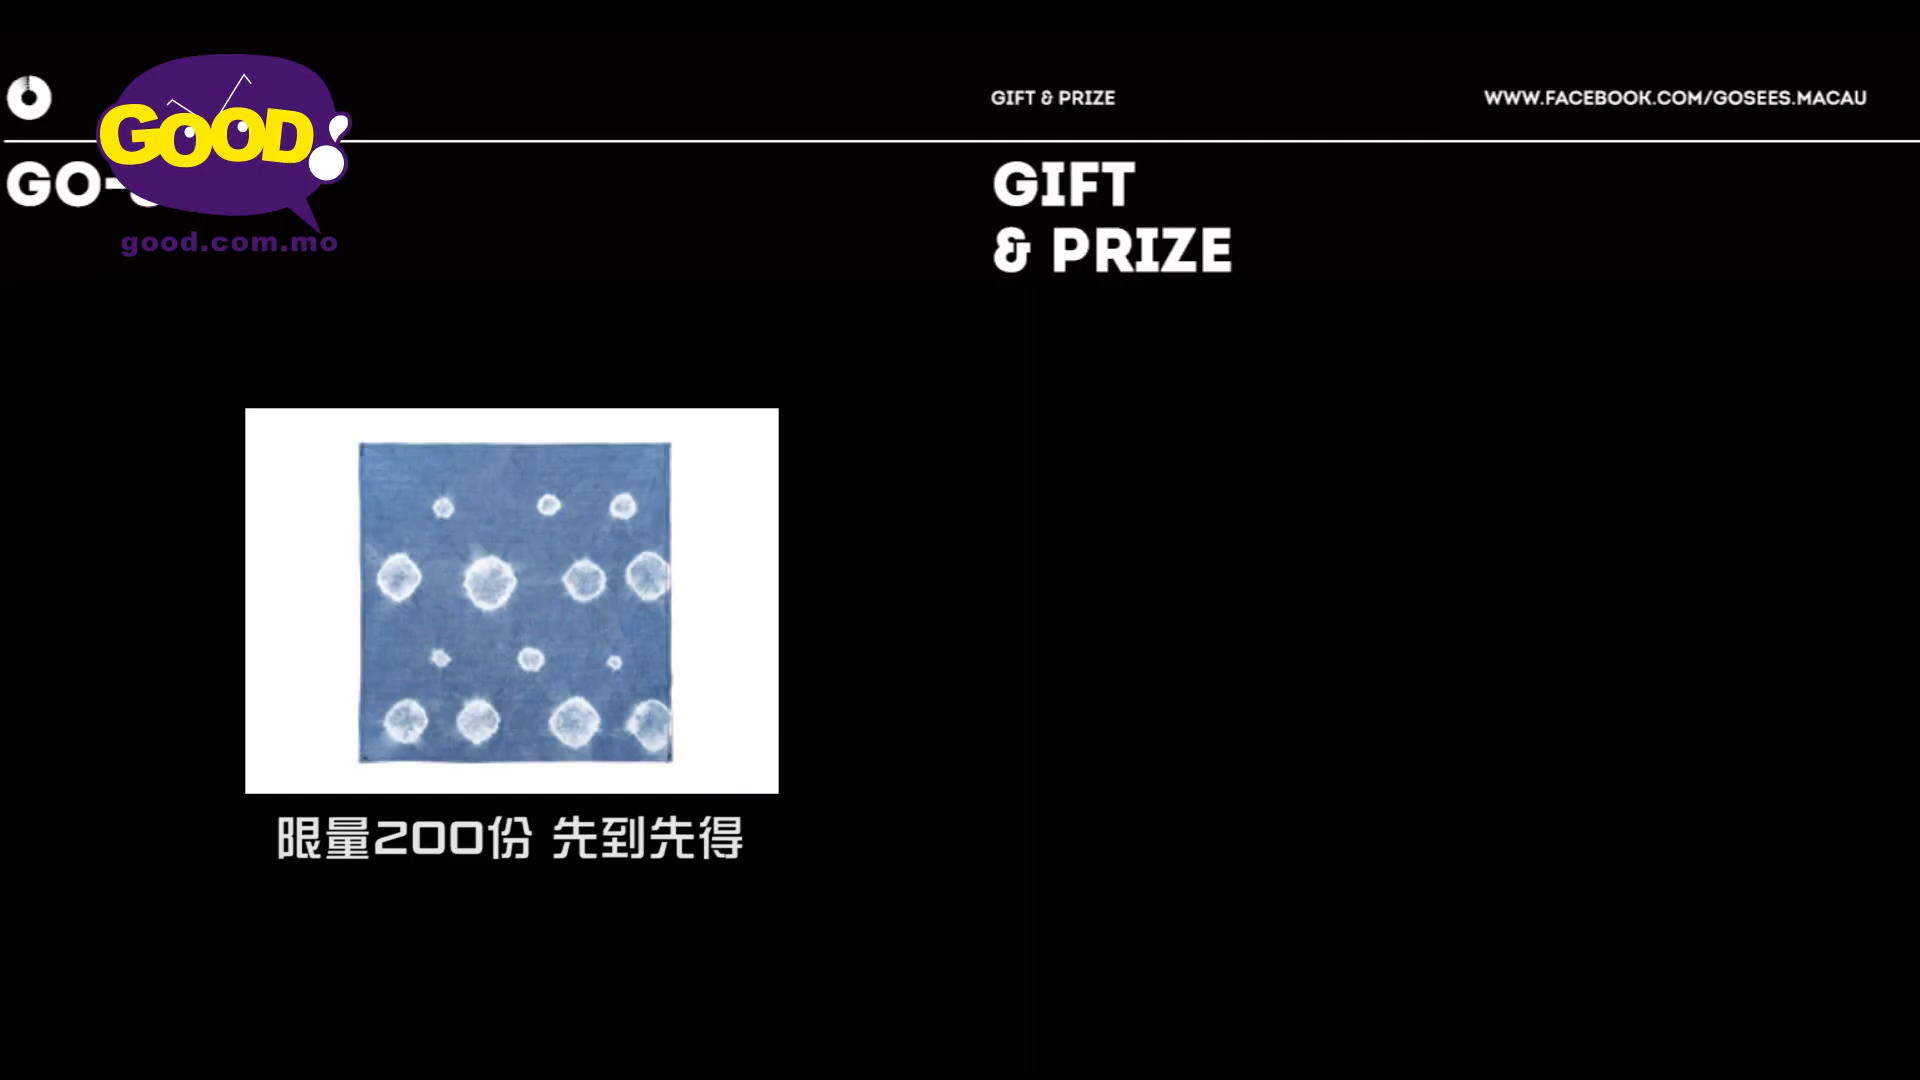 GIFT & PRIZE
WWW.FACEBOOK.COM/GOSEES.MACAU
GOOD!
good.com.mo
GIFT
& PRIZE
限量200份 先到先得